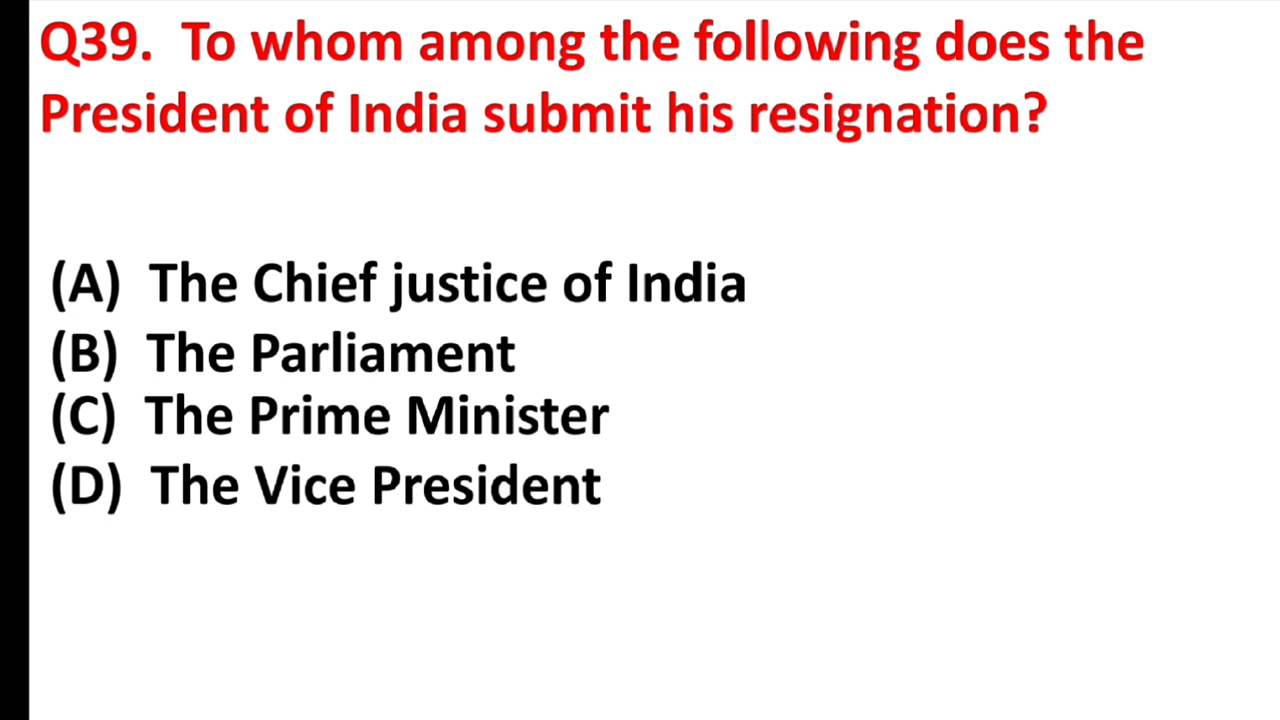 Q39. To whom among the following does the
President of India submit his resignation?
(A) The Chief justice of India
(B) The Parliament
(C) The Prime Minister
(D) The Vice President